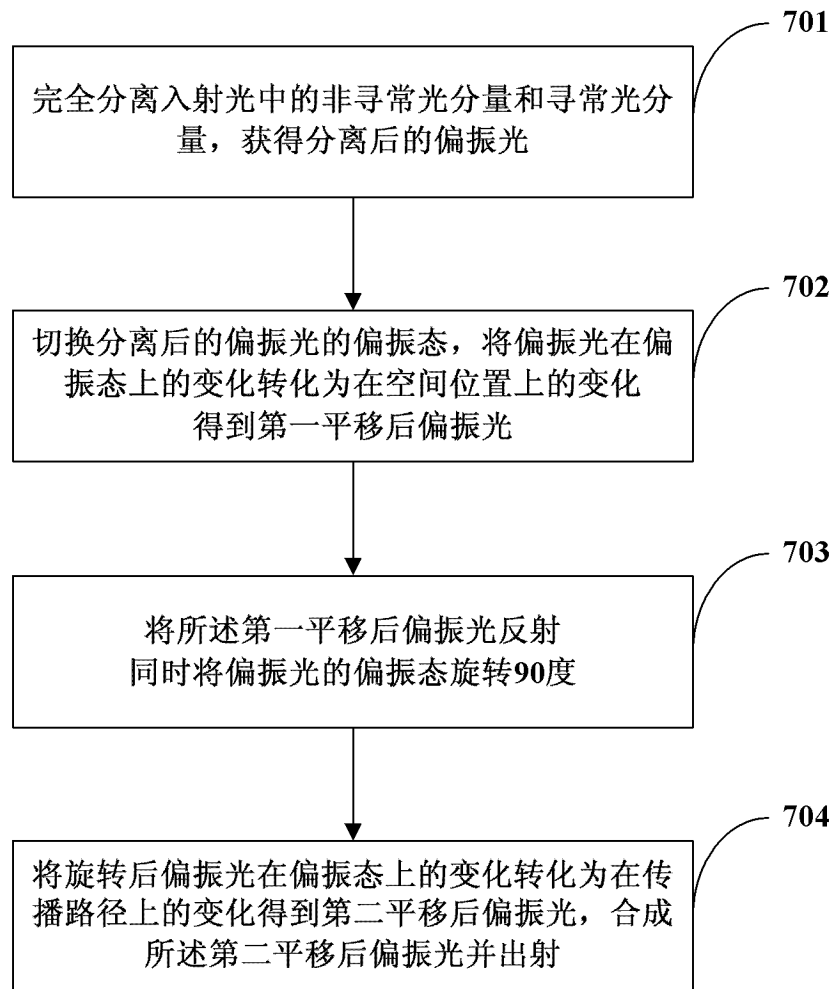 701
完全分离入射光中的非寻常光分量和寻常光分
量，获得分离后的偏振光
702
切换分离后的偏振光的偏振态，将偏振光在偏
振态上的变化转化为在空间位置上的变化
得到第一平移后偏振光
703
将所述第一平移后偏振光反射
同时将偏振光的偏振态旋转90度
704
将旋转后偏振光在偏振态上的变化转化为在传
播路径上的变化得到第二平移后偏振光，合成
所述第二平移后偏振光并出射